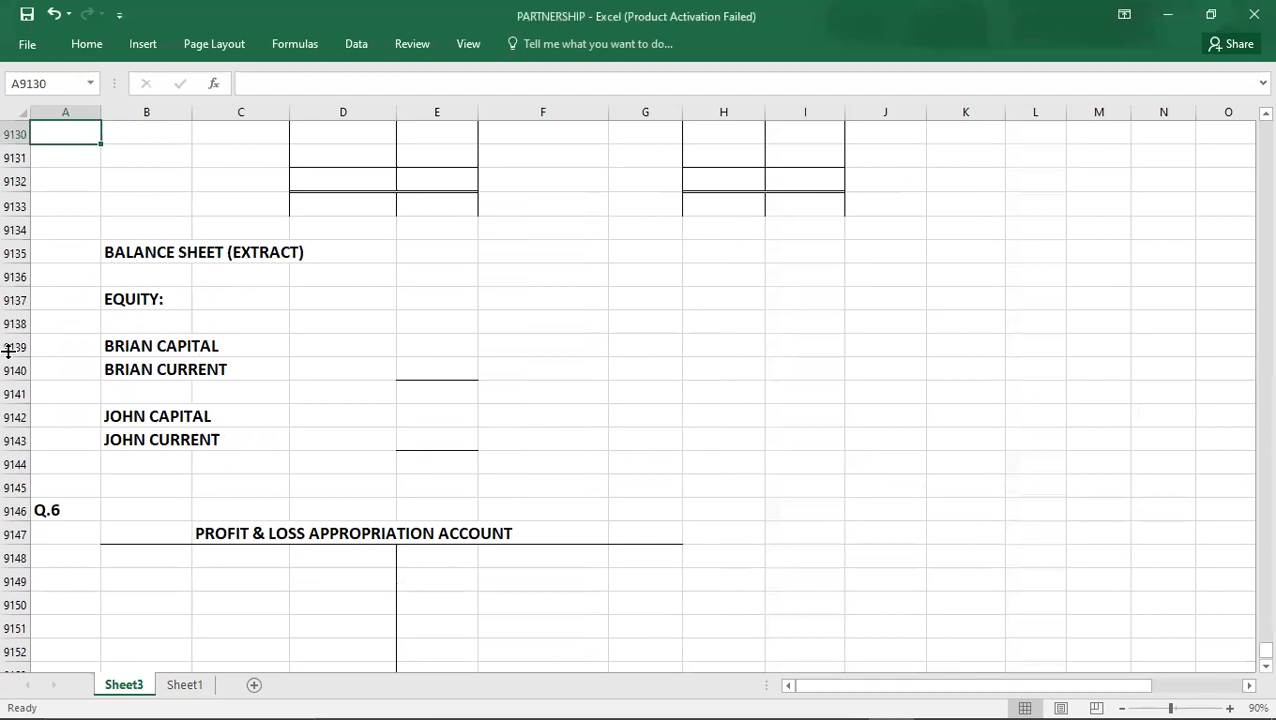 PARTNERSHIP - Excel (Product Activation Failed)
File Home Insert Page Layout Formulas Data Review View Tell me what you want to do... Share
A9130
A B C D E F G H I J K L M N O
9130
9131
9132
9133
9134
9135 BALANCE SHEET (EXTRACT)
9136
9137 EQUITY:
9138
9139 BRIAN CAPITAL
9140 BRIAN CURRENT
9141
9142 JOHN CAPITAL
9143 JOHN CURRENT
9144
9145
9146 Q.6
9147 PROFIT & LOSS APPROPRIATION ACCOUNT
9148
9149
9150
9151
9152
Sheet3 Sheet1
Ready 90%